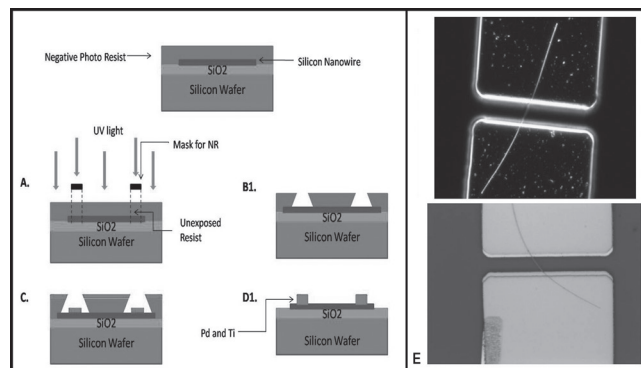 Negative Photo Resist
Silicon Nanowire
SiO2
Silicon Wafer
UV light
Mask for NR
A.
Unexposed
Resist
SiO2
Silicon Wafer
B1.
SiO2
Silicon Wafer
C.
SiO2
Silicon Wafer
D1.
Pd and Ti
SiO2
Silicon Wafer
E